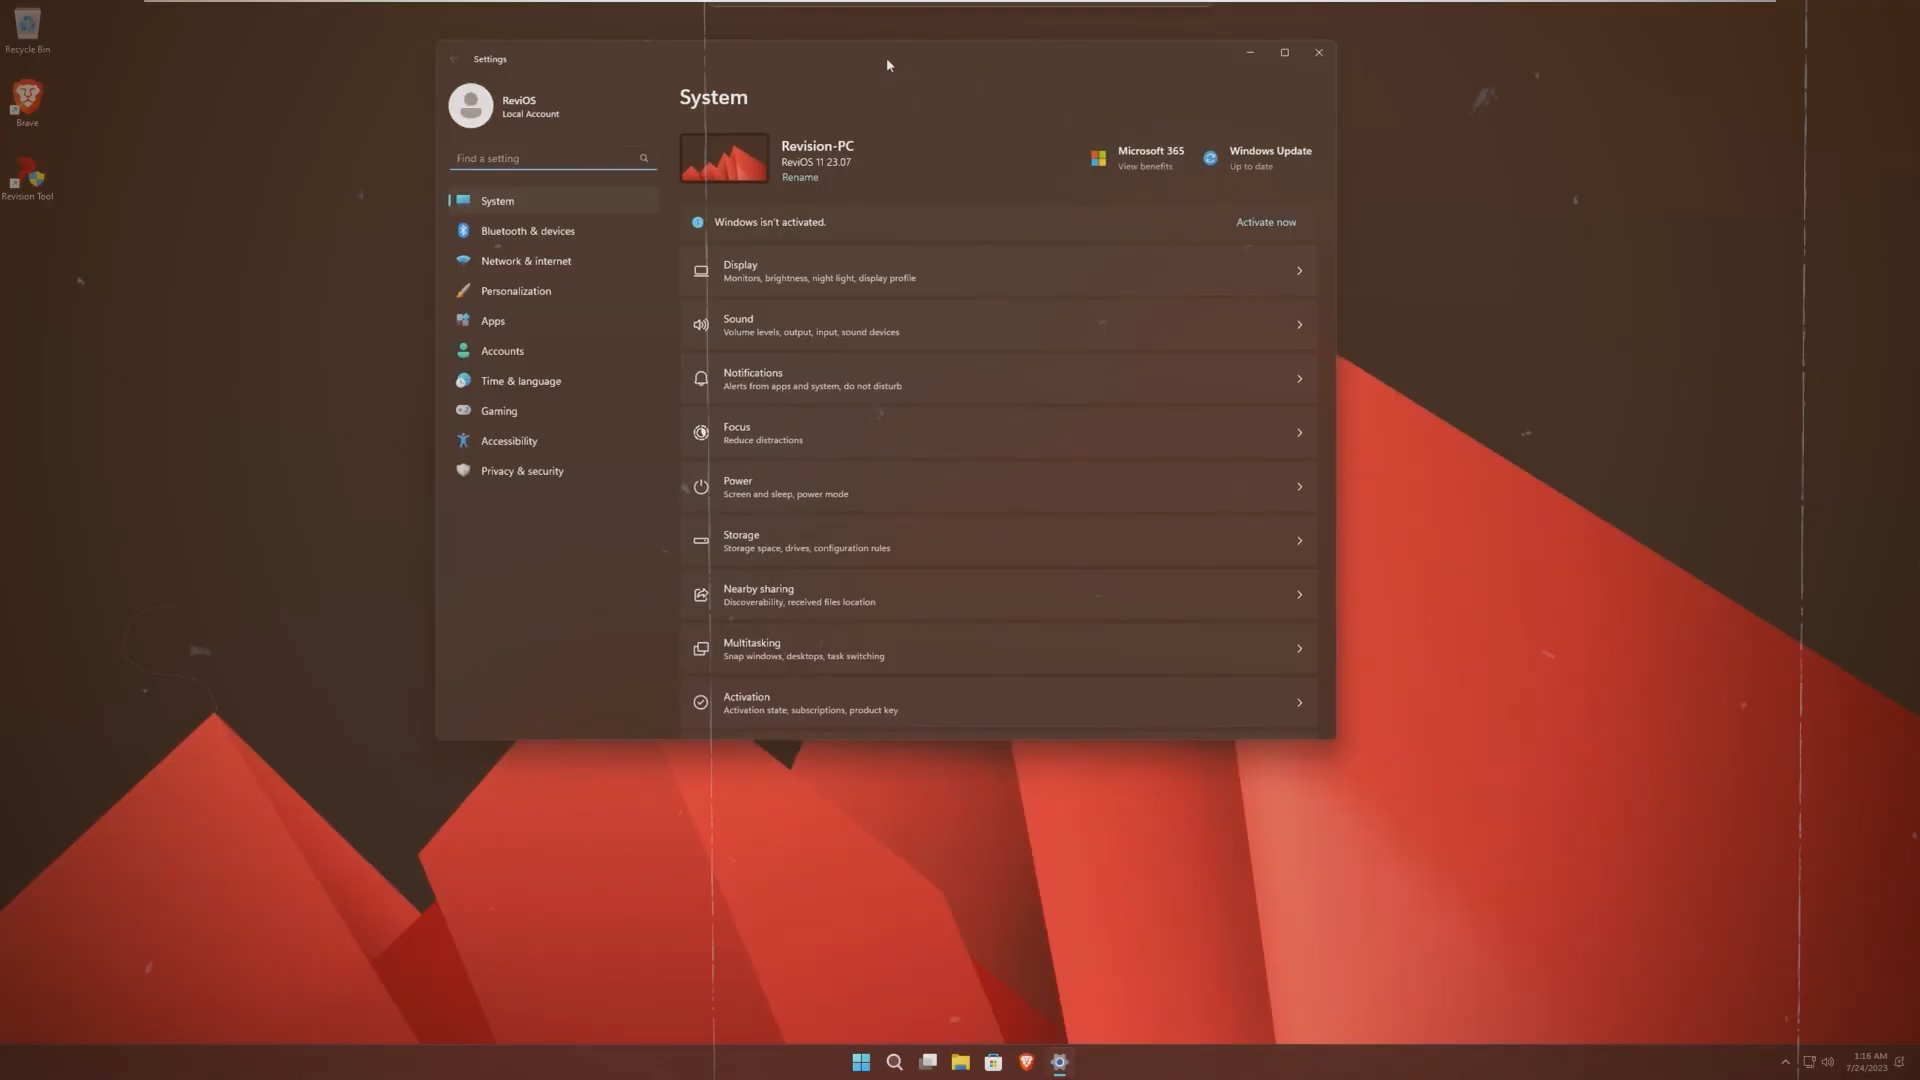 Recycle Bin
Brave
Revision Tool
Settings
ReviOS
Local Account
Find a setting
System
Bluetooth & devices
Network & internet
Personalization
Apps
Accounts
Time & language
Gaming
Accessibility
Privacy & security
System
Revision-PC
ReviOS 11 23.07
Rename
Microsoft 365
View benefits
Windows Update
Up to date
Windows isn't activated.
Activate now
Display
Monitors, brightness, night light, display profile
Sound
Volume levels, output, input, sound devices
Notifications
Alerts from apps and system, do not disturb
Focus
Reduce distractions
Power
Screen and sleep, power mode
Storage
Storage space, drives, configuration rules
Nearby sharing
Discoverability, received files location
Multitasking
Snap windows, desktops, task switching
Activation
Activation state, subscriptions, product key
1:16 AM
7/24/2023